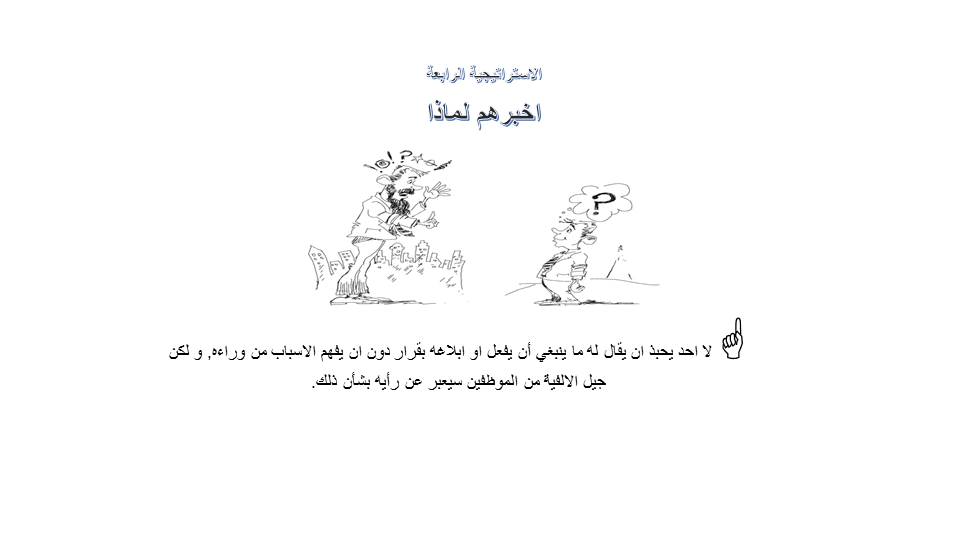 الاستراتيجية الرابعة
اخبرهم لماذا
!@!?
?
لا احد يحبذ ان يقال له ما ينبغي أن يفعل او ابلاغه بقرار دون ان يفهم الاسباب من وراءه, و لكن
جيل الالفية من الموظفين سيعبر عن رأيه بشأن ذلك.